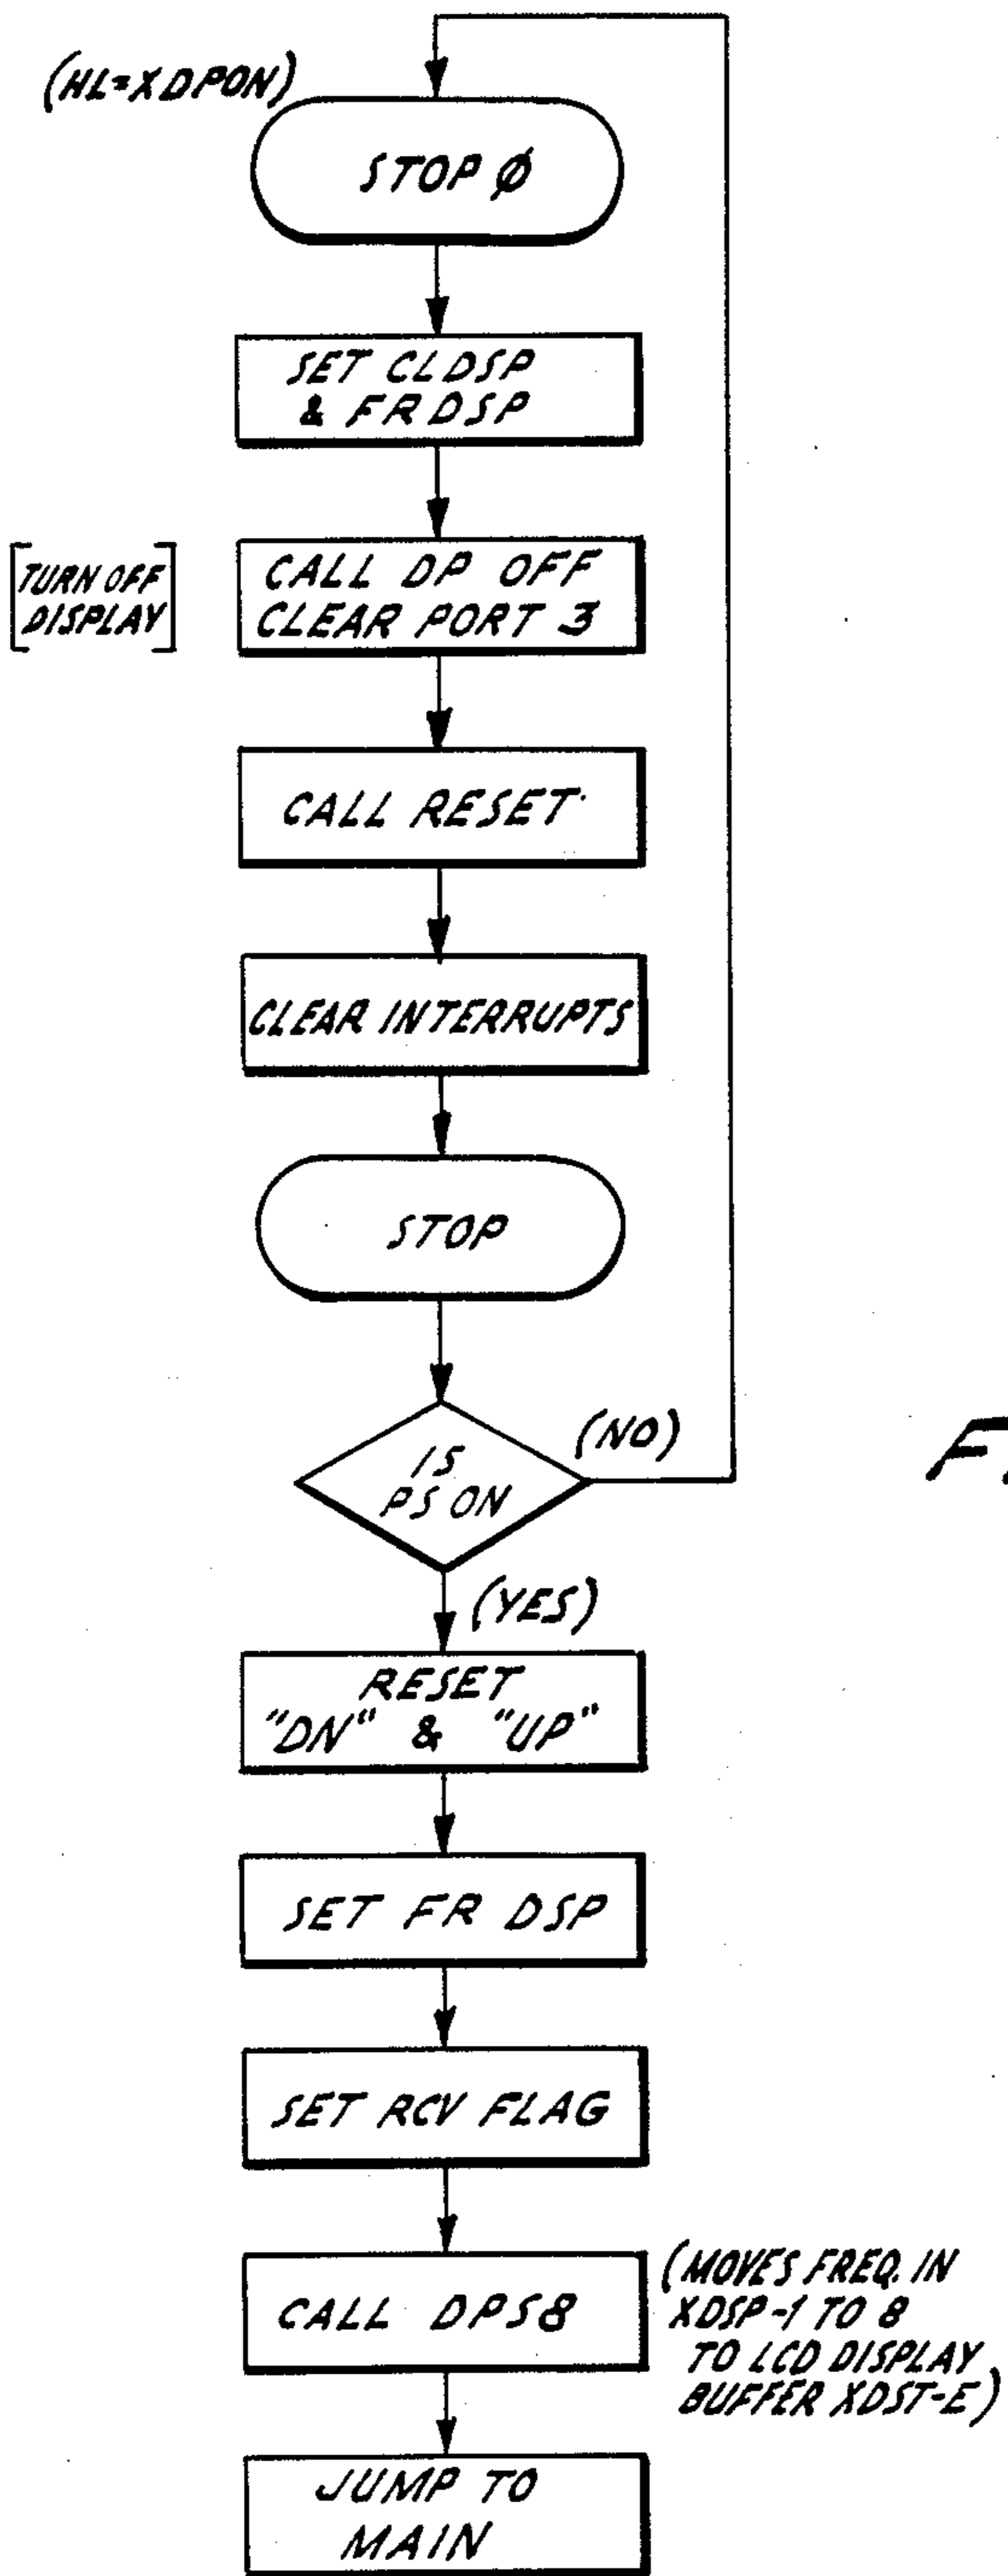 (HL=XDPON)
STOP Ø
SET CLDSP
& FRDSP
[TURN OFF
DISPLAY]
CALL DP OFF
CLEAR PORT 3
CALL RESET
CLEAR INTERRUPTS
STOP
IS
PS ON
(NO)
(YES)
RESET
"DN" & "UP"
SET FR DSP
SET RCV FLAG
CALL DPS8
(MOVES FREQ. IN
XDSP-1 TO 8
TO LCD DISPLAY
BUFFER XDST-E)
JUMP TO
MAIN